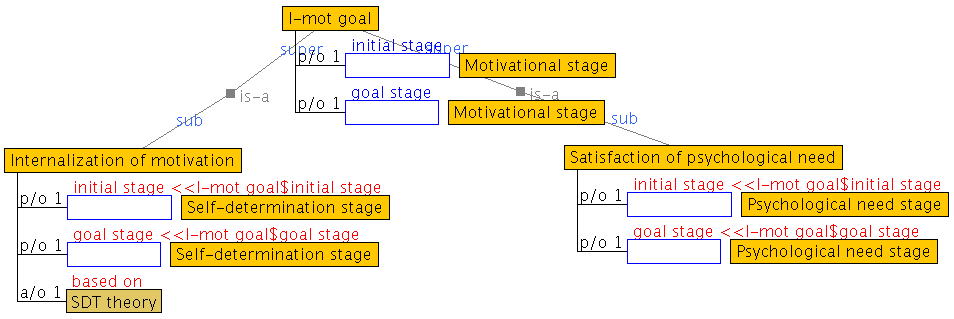 I-mot goal
super
super
initial stage
p/o 1
Motivational stage
is-a
is-a
goal stage
p/o 1
Motivational stage
sub
sub
Internalization of motivation
initial stage <<I-mot goal$initial stage
p/o 1
Self-determination stage
goal stage <<I-mot goal$goal stage
p/o 1
Self-determination stage
based on
a/o 1
SDT theory
Satisfaction of psychological need
initial stage <<I-mot goal$initial stage
p/o 1
Psychological need stage
goal stage <<I-mot goal$goal stage
p/o 1
Psychological need stage